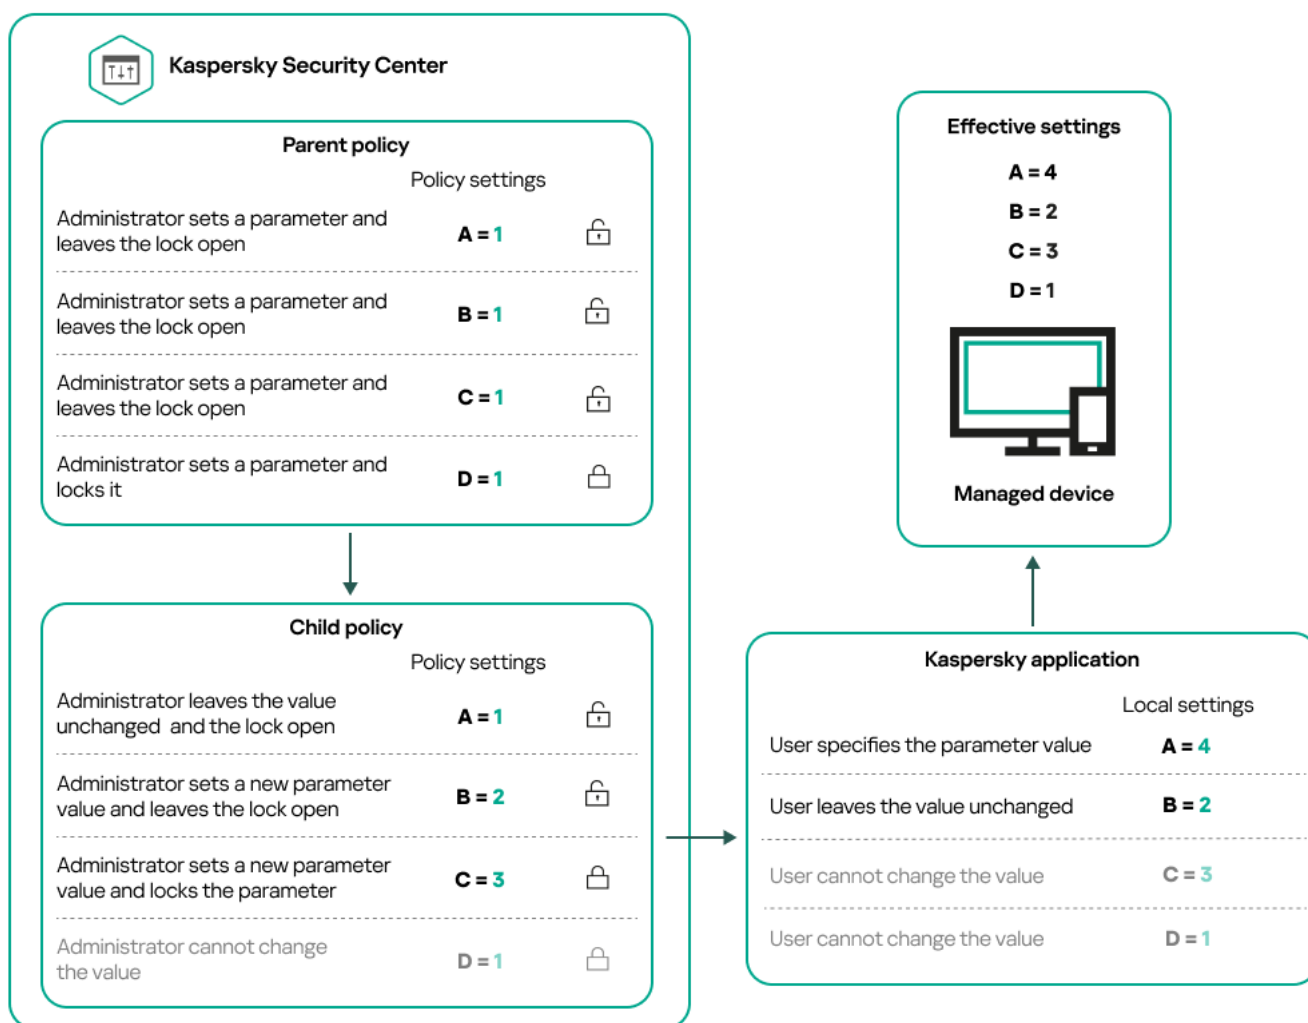 Kaspersky Security Center
Parent policy
Policy settings
Administrator sets a parameter and
leaves the lock open
A = 1
Administrator sets a parameter and
leaves the lock open
B = 1
Administrator sets a parameter and
leaves the lock open
C = 1
Administrator sets a parameter and
locks it
D = 1
Child policy
Policy settings
Administrator leaves the value
unchanged and the lock open
A = 1
Administrator sets a new parameter
value and leaves the lock open
B = 2
Administrator sets a new parameter
value and locks the parameter
C = 3
Administrator cannot change
the value
D = 1
Kaspersky application
Local settings
User specifies the parameter value
A = 4
User leaves the value unchanged
B = 2
User cannot change the value
C = 3
User cannot change the value
D = 1
Effective settings
A = 4
B = 2
C = 3
D = 1
Managed device